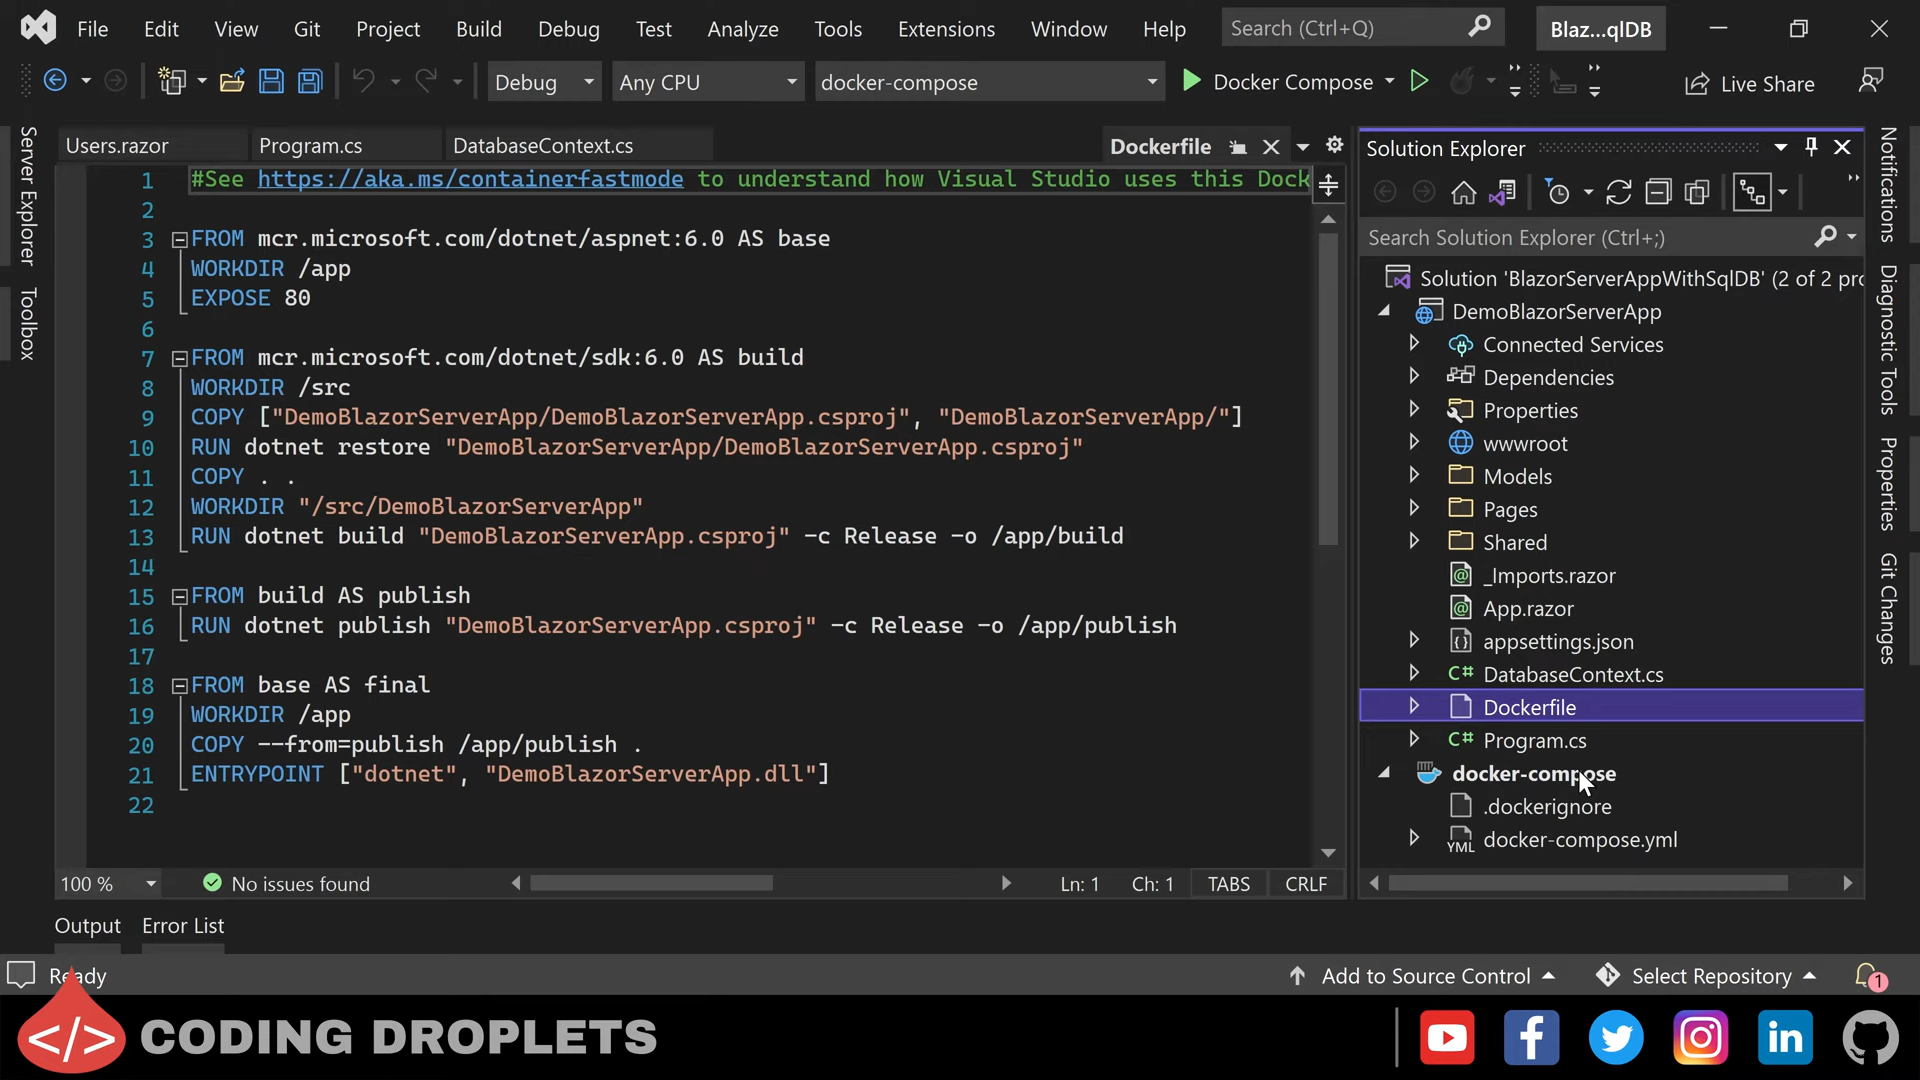 File Edit View Git Project Build Debug Test Analyze Tools Extensions Window Help Search (Ctrl+Q) Blaz...qlDB
Debug Any CPU docker-compose Docker Compose Live Share
Server Explorer
Toolbox
Users.razor Program.cs DatabaseContext.cs Dockerfile
1 #See https://aka.ms/containerfastmode to understand how Visual Studio uses this Dock
2
3 FROM mcr.microsoft.com/dotnet/aspnet:6.0 AS base
4 WORKDIR /app
5 EXPOSE 80
6
7 FROM mcr.microsoft.com/dotnet/sdk:6.0 AS build
8 WORKDIR /src
9 COPY ["DemoBlazorServerApp/DemoBlazorServerApp.csproj", "DemoBlazorServerApp/"]
10 RUN dotnet restore "DemoBlazorServerApp/DemoBlazorServerApp.csproj"
11 COPY . .
12 WORKDIR "/src/DemoBlazorServerApp"
13 RUN dotnet build "DemoBlazorServerApp.csproj" -c Release -o /app/build
14
15 FROM build AS publish
16 RUN dotnet publish "DemoBlazorServerApp.csproj" -c Release -o /app/publish
17
18 FROM base AS final
19 WORKDIR /app
20 COPY --from=publish /app/publish .
21 ENTRYPOINT ["dotnet", "DemoBlazorServerApp.dll"]
22
100 % No issues found Ln: 1 Ch: 1 TABS CRLF
Solution Explorer
Search Solution Explorer (Ctrl+;)
Solution 'BlazorServerAppWithSqlDB' (2 of 2 pro
DemoBlazorServerApp
Connected Services
Dependencies
Properties
wwwroot
Models
Pages
Shared
_Imports.razor
App.razor
appsettings.json
C# DatabaseContext.cs
Dockerfile
C# Program.cs
docker-compose
.dockerignore
YML docker-compose.yml
Notifications
Diagnostic Tools
Properties
Git Changes
Output Error List
Ready Add to Source Control Select Repository 1
</> CODING DROPLETS